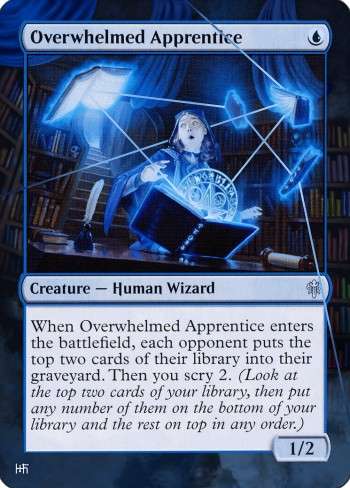 Overwhelmed Apprentice
Creature — Human Wizard
When Overwhelmed Apprentice enters
the battlefield, each opponent puts the
top two cards of their library into their
graveyard. Then you scry 2. (Look at
the top two cards of your library, then put
any number of them on the bottom of your
library and the rest on top in any order.)
1/2